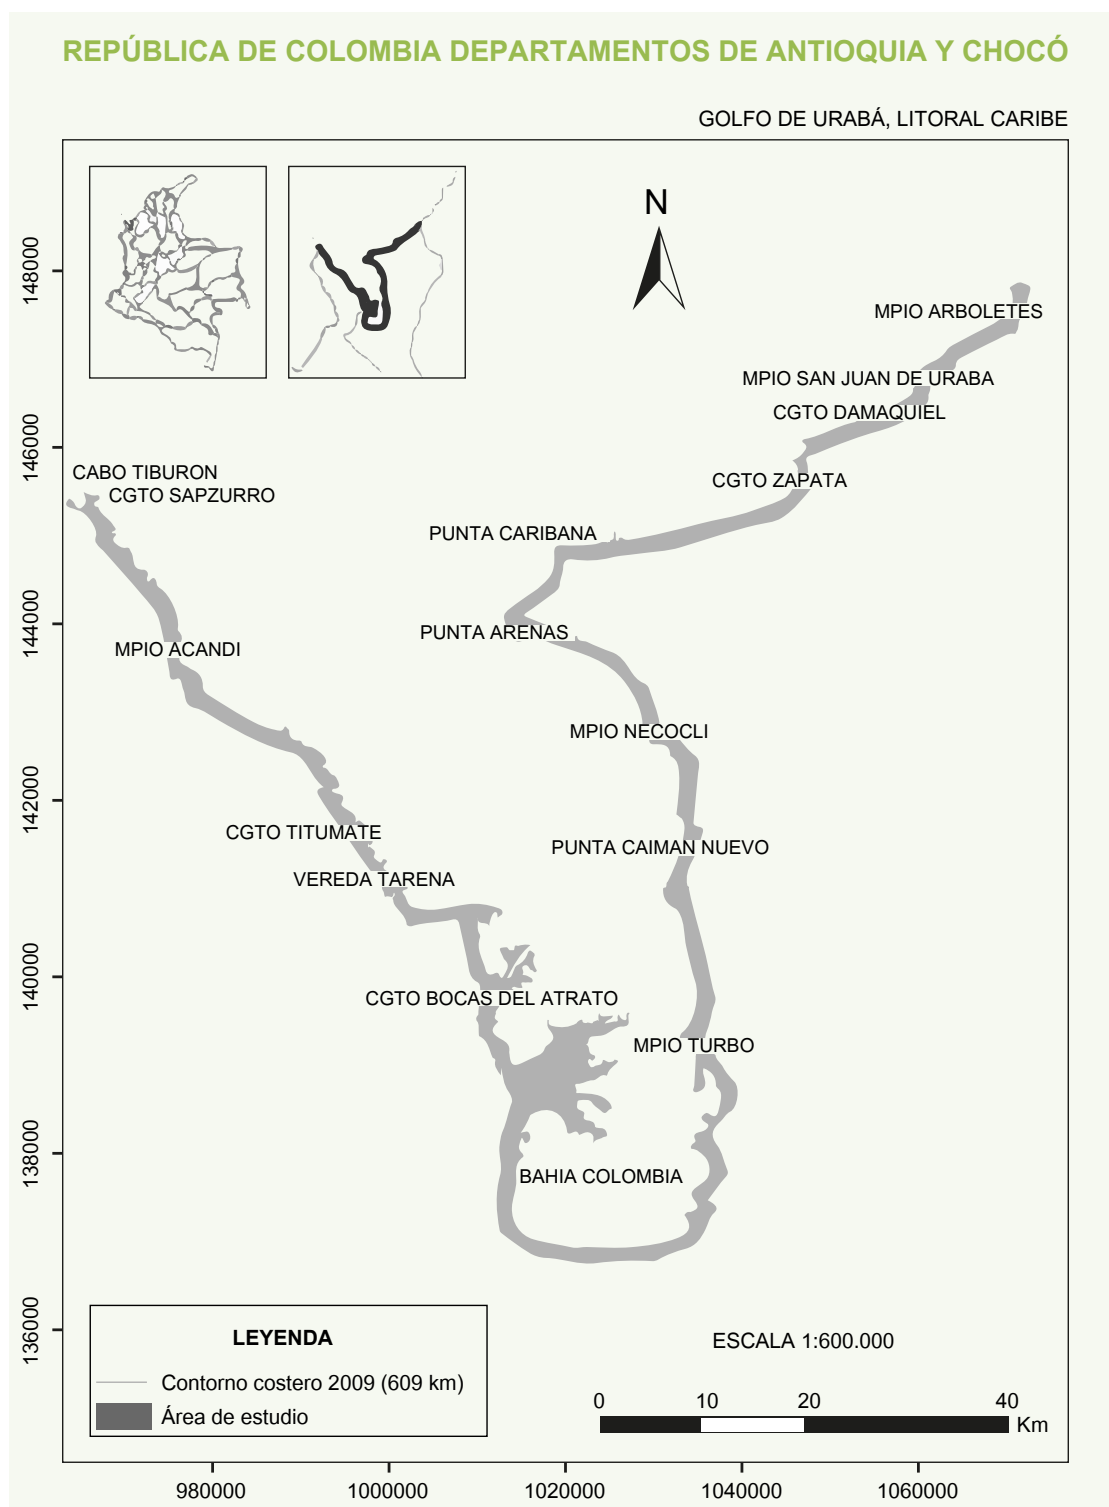 REPÚBLICA DE COLOMBIA DEPARTAMENTOS DE ANTIOQUIA Y CHOCÓ
GOLFO DE URABÁ, LITORAL CARIBE
N
148000
146000
144000
142000
140000
138000
136000
MPIO ARBOLETES
MPIO SAN JUAN DE URABA
CGTO DAMAQUIEL
CABO TIBURON
CGTO ZAPATA
CGTO SAPZURRO
PUNTA CARIBANA
PUNTA ARENAS
MPIO ACANDI
MPIO NECOCLI
CGTO TITUMATE
PUNTA CAIMAN NUEVO
VEREDA TARENA
CGTO BOCAS DEL ATRATO
MPIO TURBO
BAHIA COLOMBIA
LEYENDA
Contorno costero 2009 (609 km)
Área de estudio
ESCALA 1:600.000
0 10 20 40
Km
980000 1000000 1020000 1040000 1060000